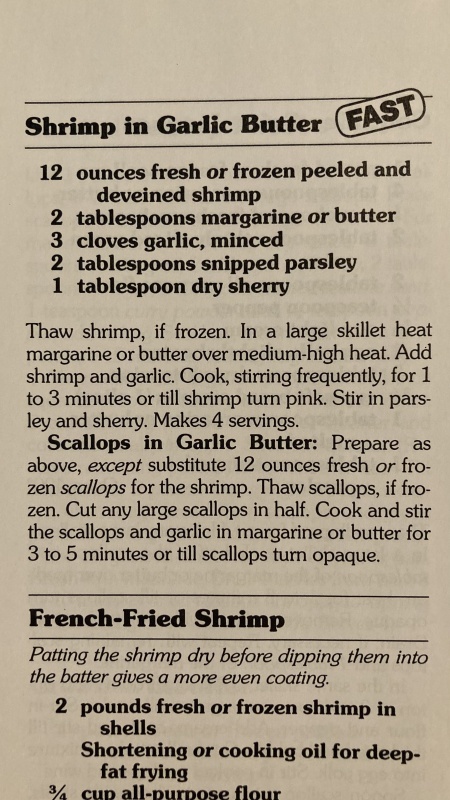 Shrimp in Garlic Butter FAST
12 ounces fresh or frozen peeled and
deveined shrimp
2 tablespoons margarine or butter
3 cloves garlic, minced
2 tablespoons snipped parsley
1 tablespoon dry sherry
Thaw shrimp, if frozen. In a large skillet heat
margarine or butter over medium-high heat. Add
shrimp and garlic. Cook, stirring frequently, for 1
to 3 minutes or till shrimp turn pink. Stir in pars-
ley and sherry. Makes 4 servings.
Scallops in Garlic Butter: Prepare as
above, except substitute 12 ounces fresh or fro-
zen scallops for the shrimp. Thaw scallops, if fro-
zen. Cut any large scallops in half. Cook and stir
the scallops and garlic in margarine or butter for
3 to 5 minutes or till scallops turn opaque.
French-Fried Shrimp
Patting the shrimp dry before dipping them into
the batter gives a more even coating.
2 pounds fresh or frozen shrimp in
shells
Shortening or cooking oil for deep-
fat frying
¾ cup all-purpose flour